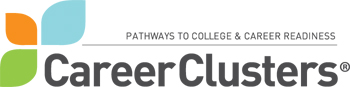 PATHWAYS TO COLLEGE & CAREER READINESS
CareerClusters®